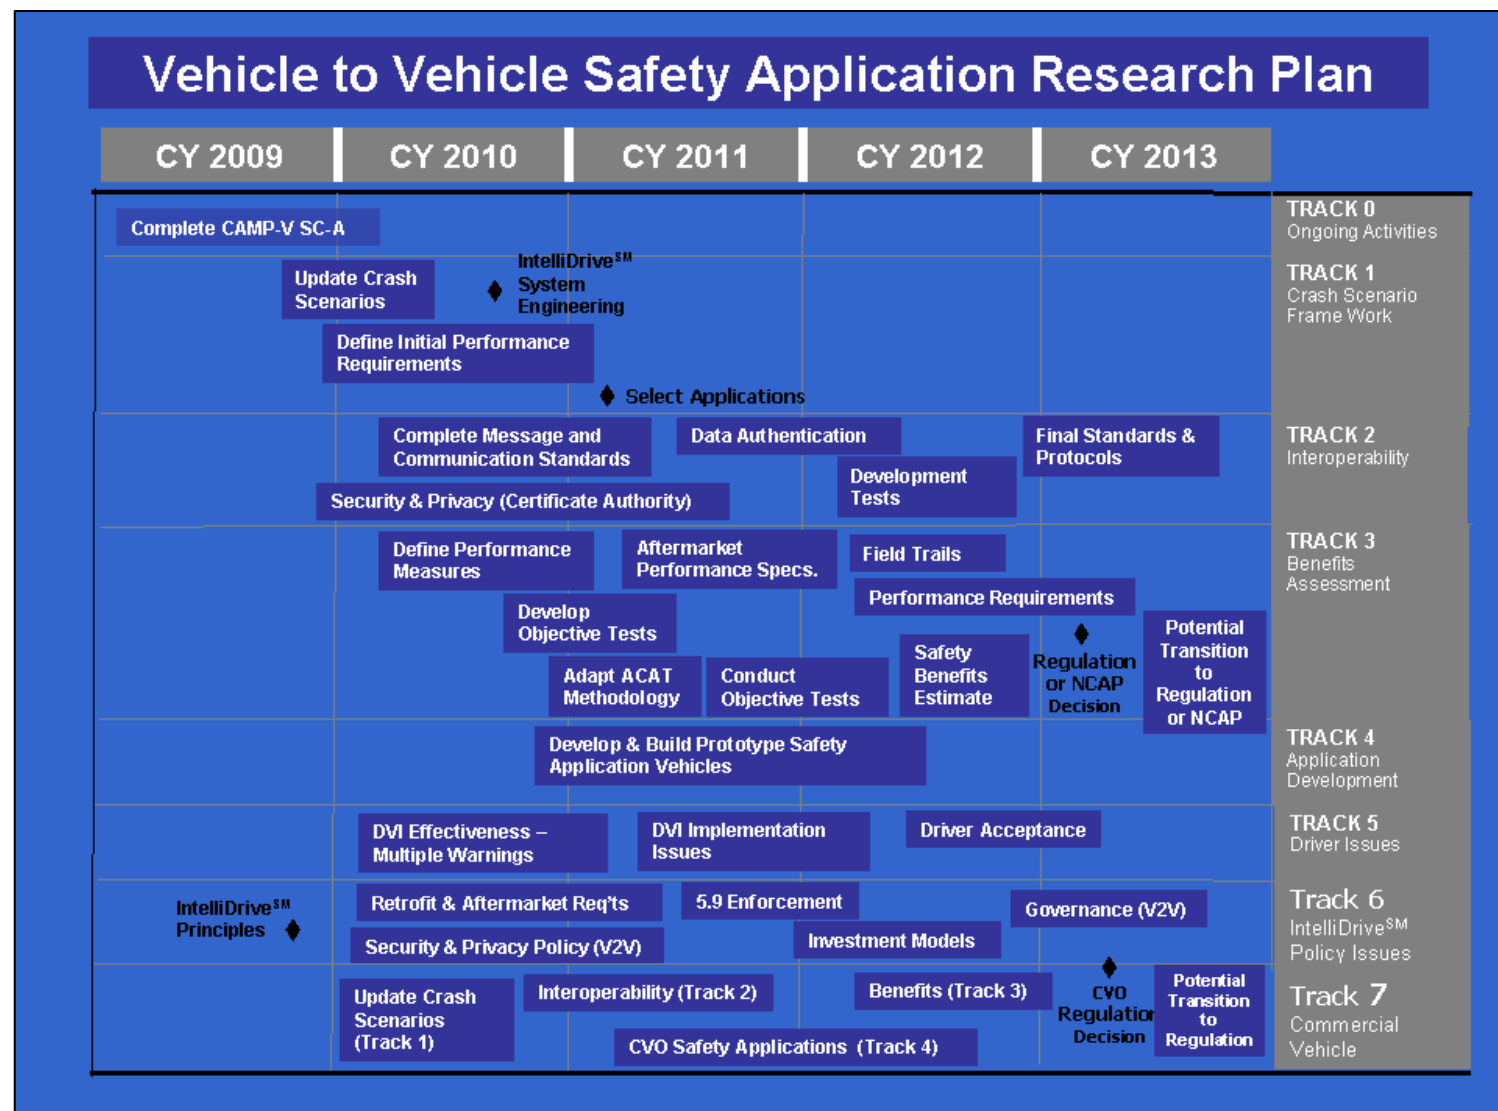 Vehicle to Vehicle Safety Application Research Plan
CY 2009
CY 2010
CY 2011
CY 2012
CY 2013
Complete CAMP-V SC-A
TRACK 0
Ongoing Activities
Update Crash
Scenarios
IntelliDriveSM
System
Engineering
Define Initial Performance
Requirements
Select Applications
TRACK 1
Crash Scenario
Frame Work
Complete Message and
Communication Standards
Data Authentication
Final Standards &
Protocols
Development
Tests
Security & Privacy (Certificate Authority)
TRACK 2
Interoperability
Define Performance
Measures
Aftermarket
Performance Specs.
Field Trails
Performance Requirements
Develop
Objective Tests
Adapt ACAT
Methodology
Conduct
Objective Tests
Safety
Benefits
Estimate
Regulation
or NCAP
Decision
Potential
Transition
to
Regulation
or NCAP
TRACK 3
Benefits
Assessment
Develop & Build Prototype Safety
Application Vehicles
TRACK 4
Application
Development
DVI Effectiveness –
Multiple Warnings
DVI Implementation
Issues
Driver Acceptance
TRACK 5
Driver Issues
IntelliDriveSM
Principles
Retrofit & Aftermarket Req'ts
5.9 Enforcement
Governance (V2V)
Security & Privacy Policy (V2V)
Investment Models
Track 6
IntelliDriveSM
Policy Issues
Update Crash
Scenarios
(Track 1)
Interoperability (Track 2)
Benefits (Track 3)
CVO Safety Applications (Track 4)
CVO
Regulation
Decision
Potential
Transition
to
Regulation
Track 7
Commercial
Vehicle